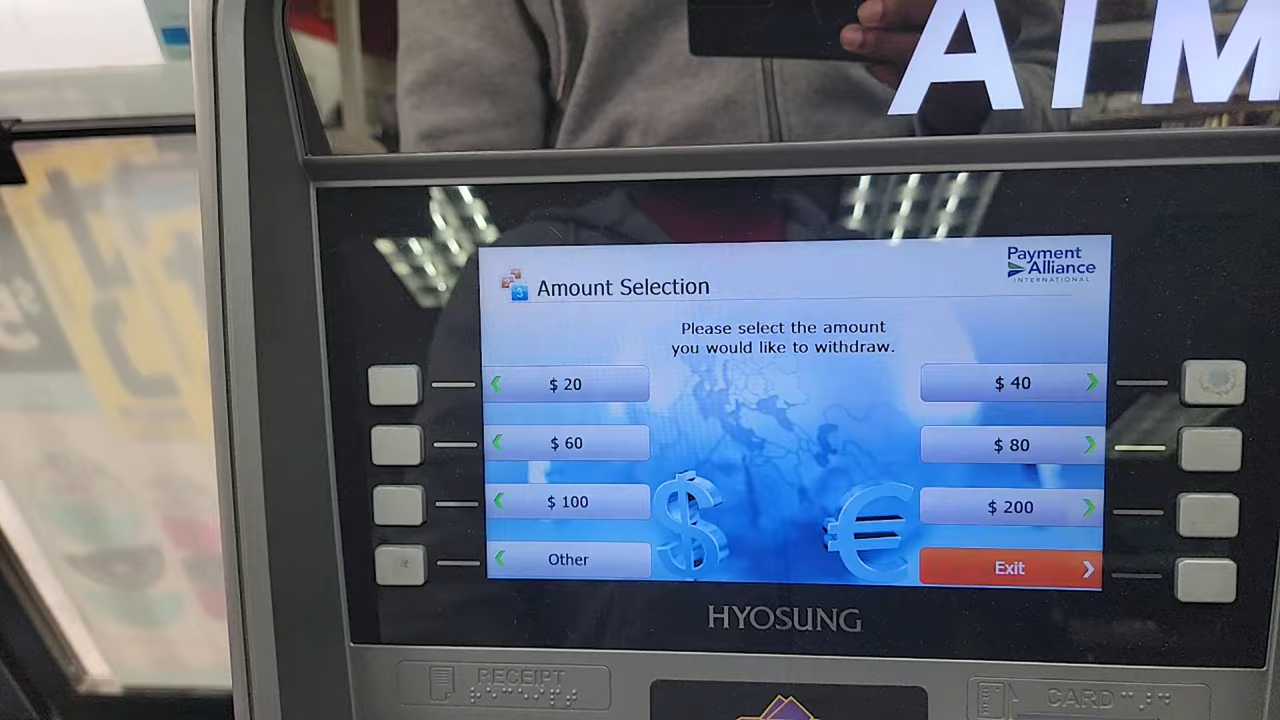 ATM
Payment
Alliance
INTERNATIONAL
Amount Selection
Please select the amount
you would like to withdraw.
$ 20
$ 40
$ 60
$ 80
$ 100
$ 200
Other
Exit
HYOSUNG
RECEIPT
CARD